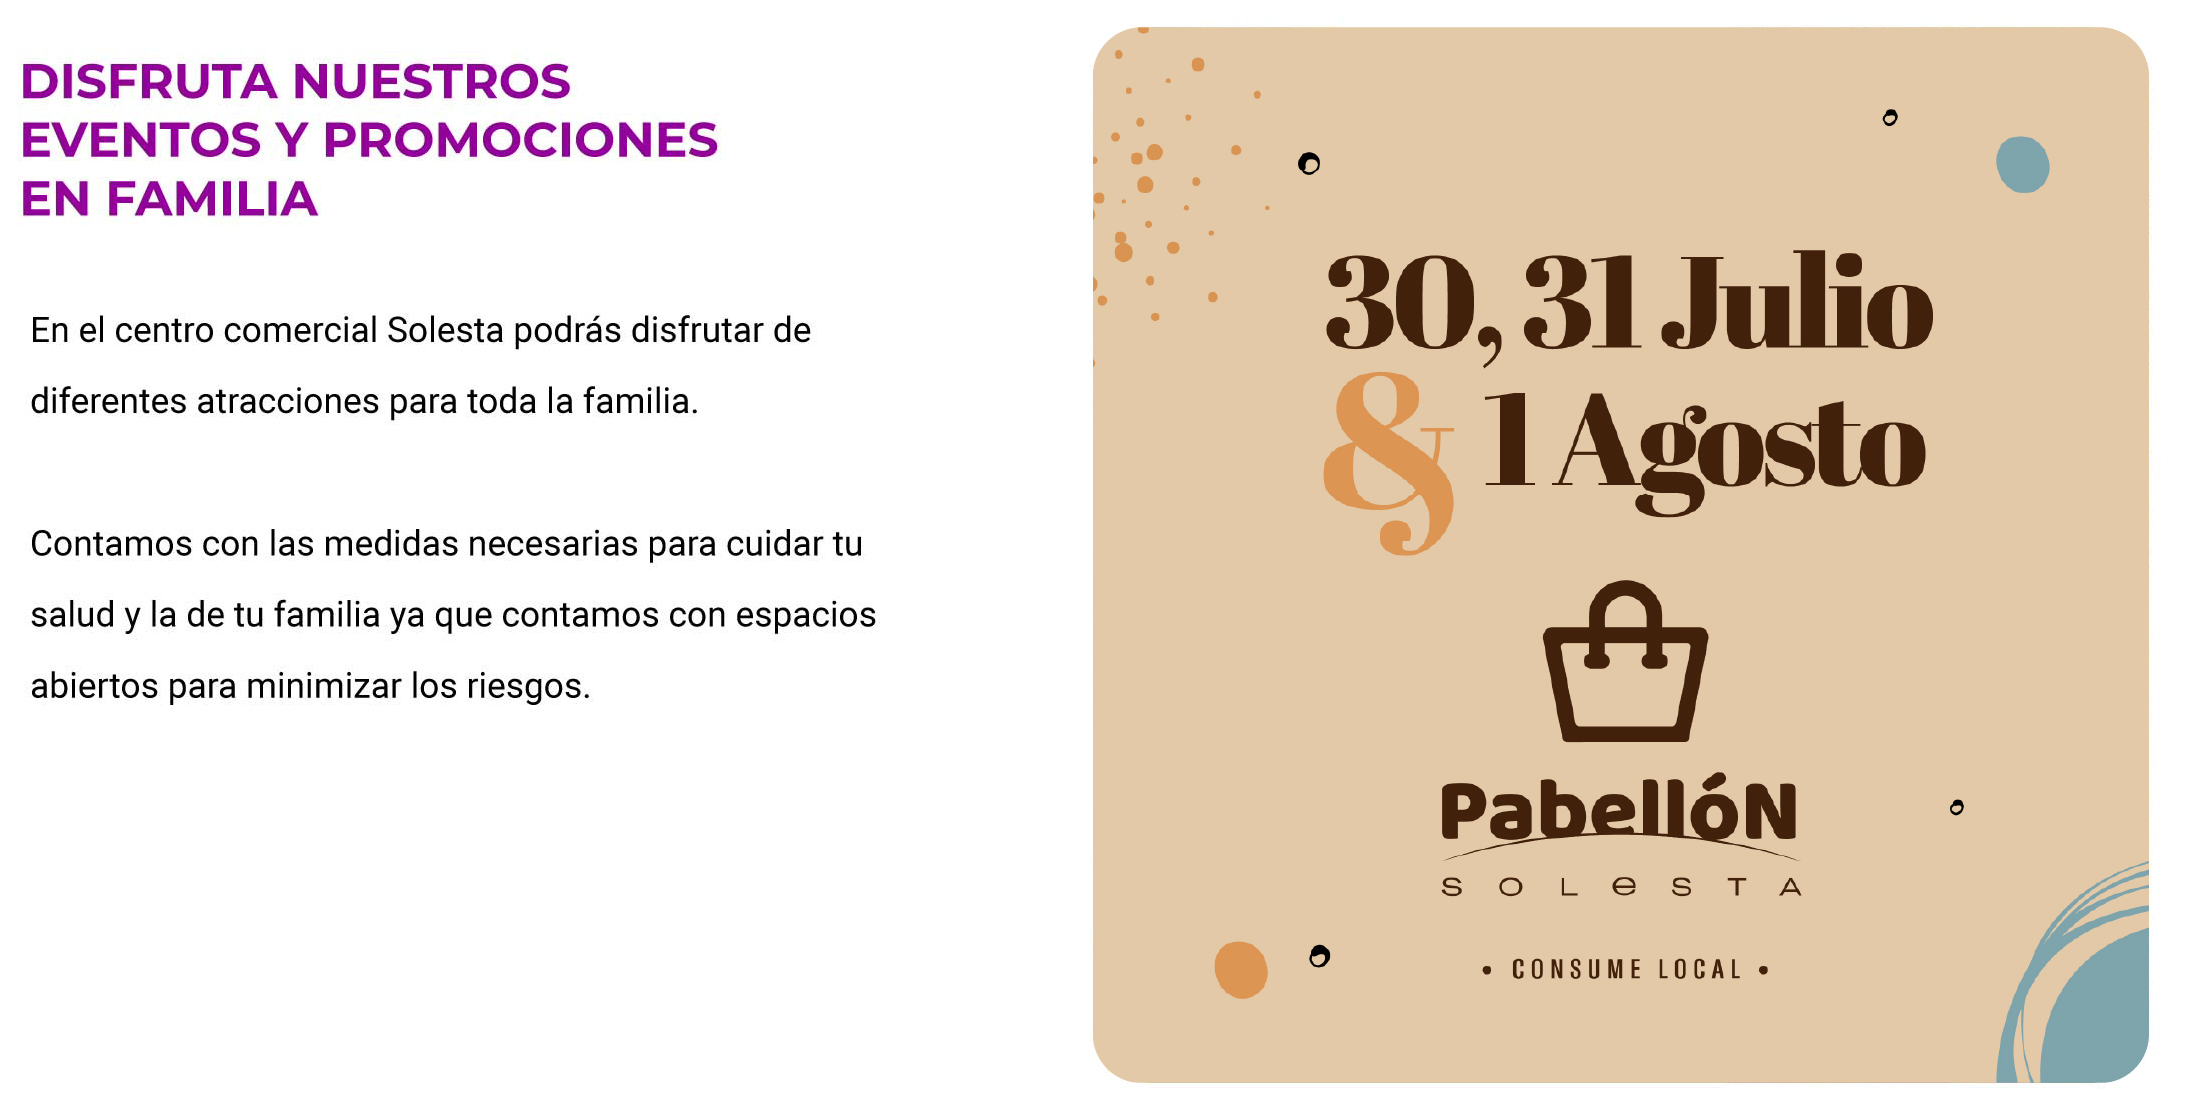 DISFRUTA NUESTROS
EVENTOS Y PROMOCIONES
EN FAMILIA
En el centro comercial Solesta podrás disfrutar de
diferentes atracciones para toda la familia.
Contamos con las medidas necesarias para cuidar tu
salud y la de tu familia ya que contamos con espacios
abiertos para minimizar los riesgos.
30, 31 Julio
& 1 Agosto
PabellóN
SOLeSTA
• CONSUME LOCAL •